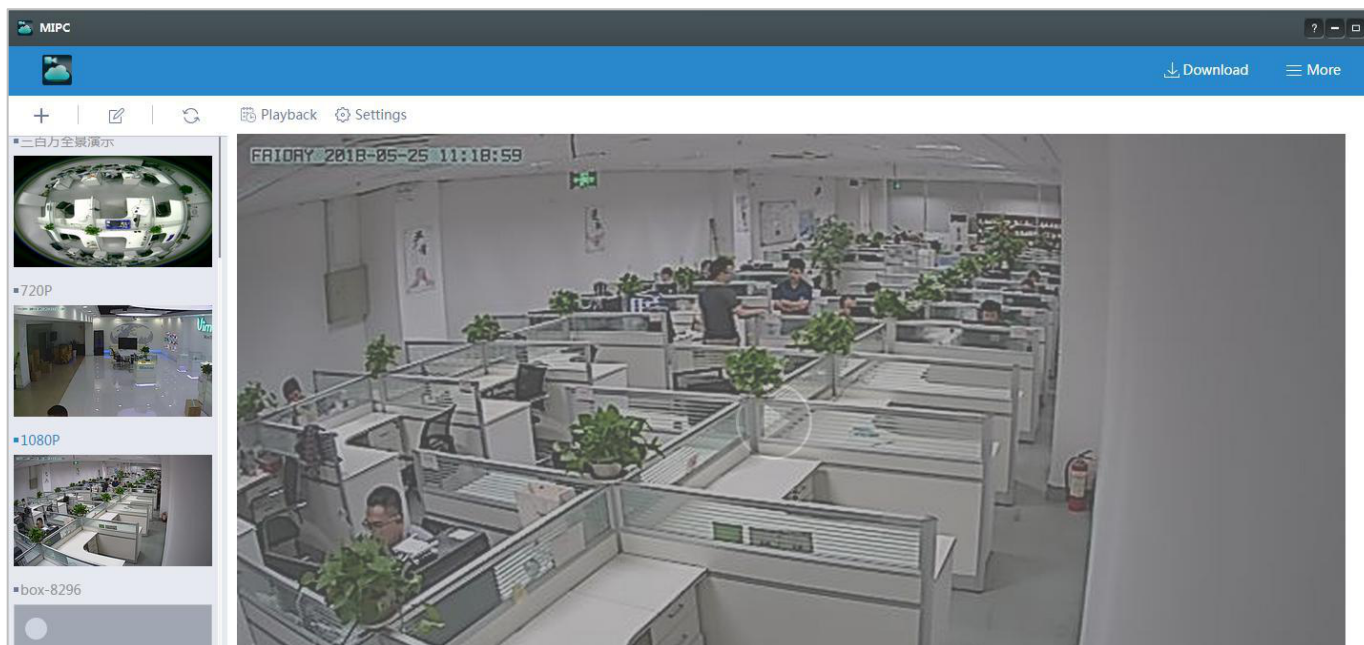 MIPC
?
Download
More
Playback
Settings
三百万全景演示
720P
1080P
box-8296
FRIDAY 2018-05-25 11:18:59